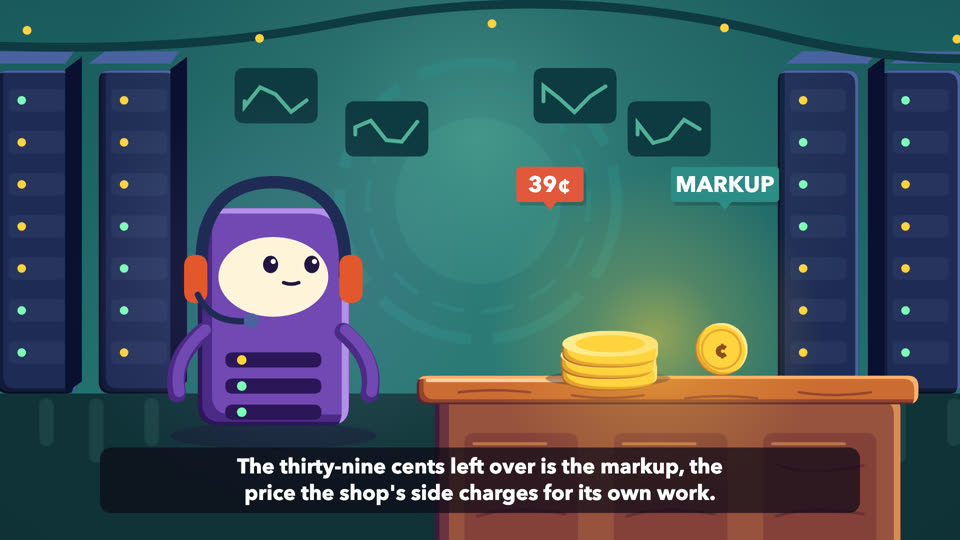 39¢
MARKUP
¢
The thirty-nine cents left over is the markup, the
price the shop's side charges for its own work.